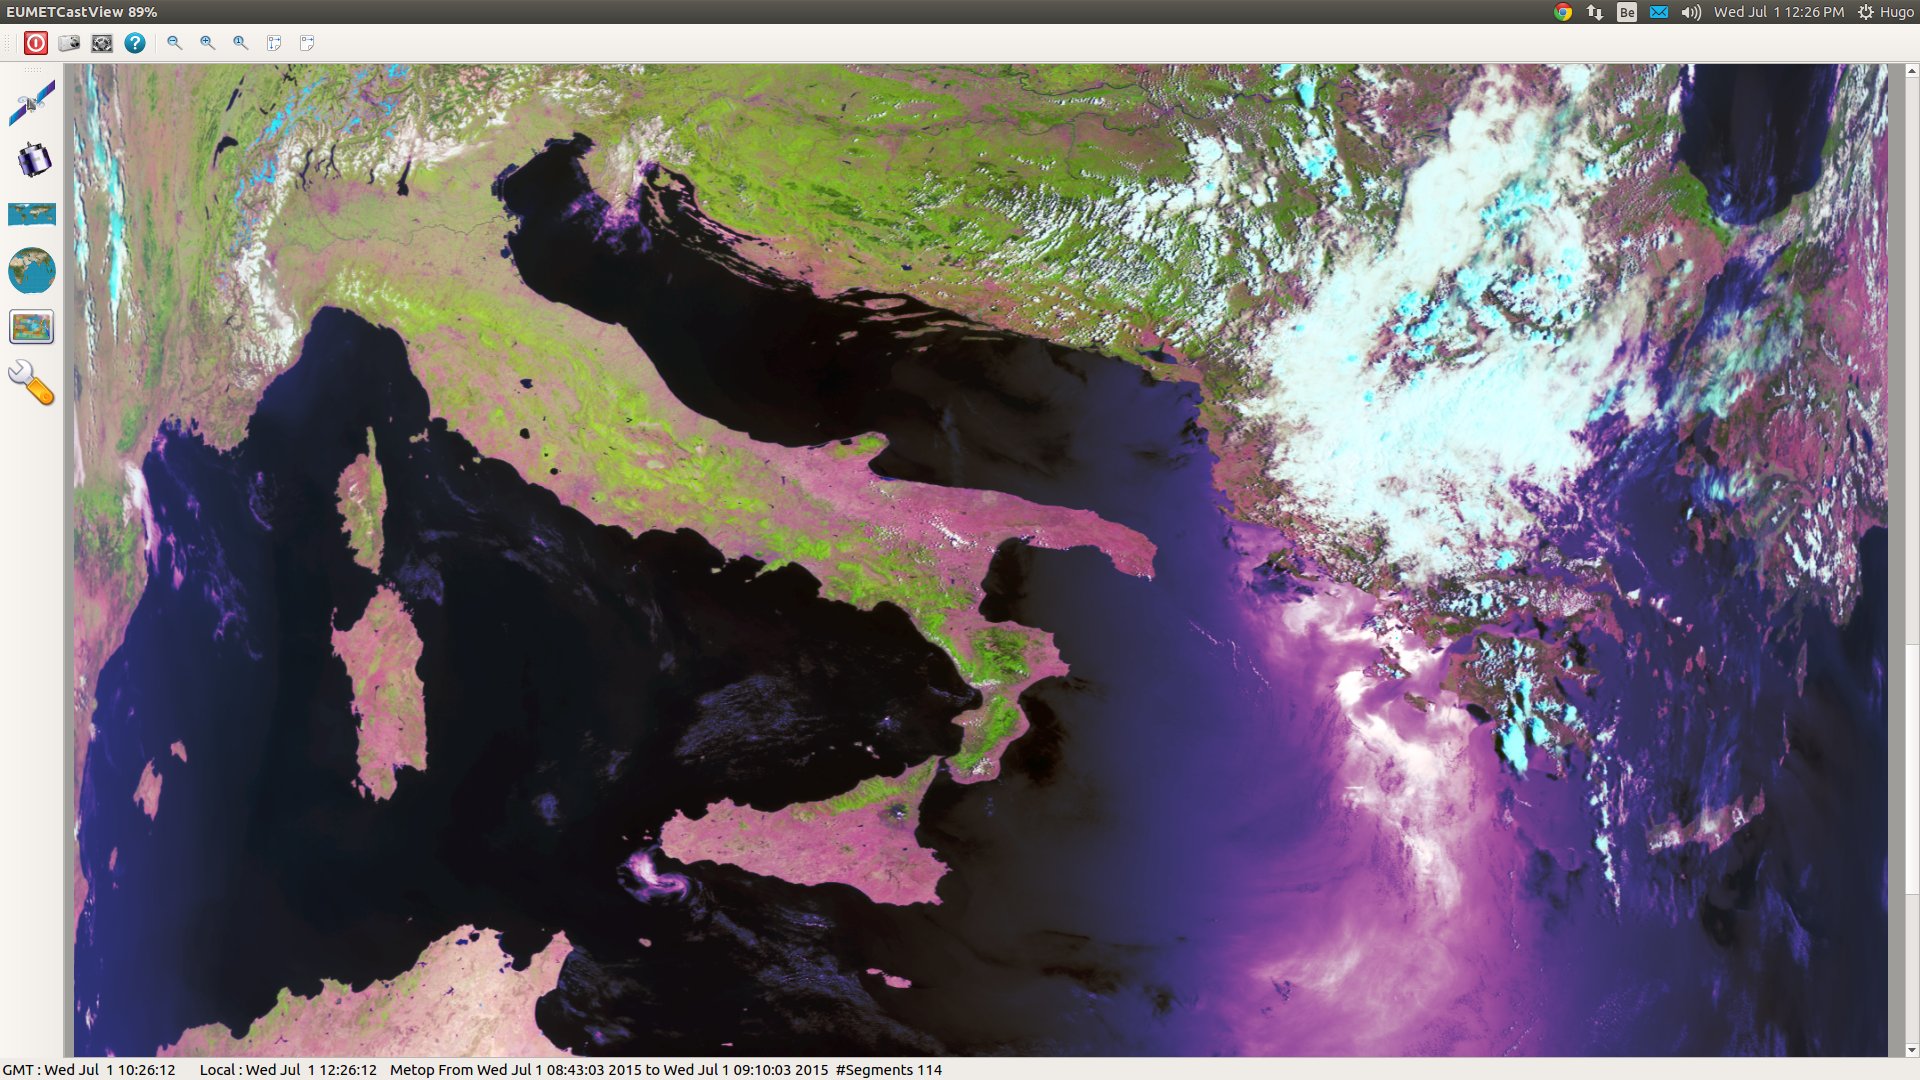 EUMETCastView 89%
Be
Wed Jul 1 12:26 PM
Hugo
GMT : Wed Jul 1 10:26:12 Local : Wed Jul 1 12:26:12 Metop From Wed Jul 1 08:43:03 2015 to Wed Jul 1 09:10:03 2015 #Segments 114